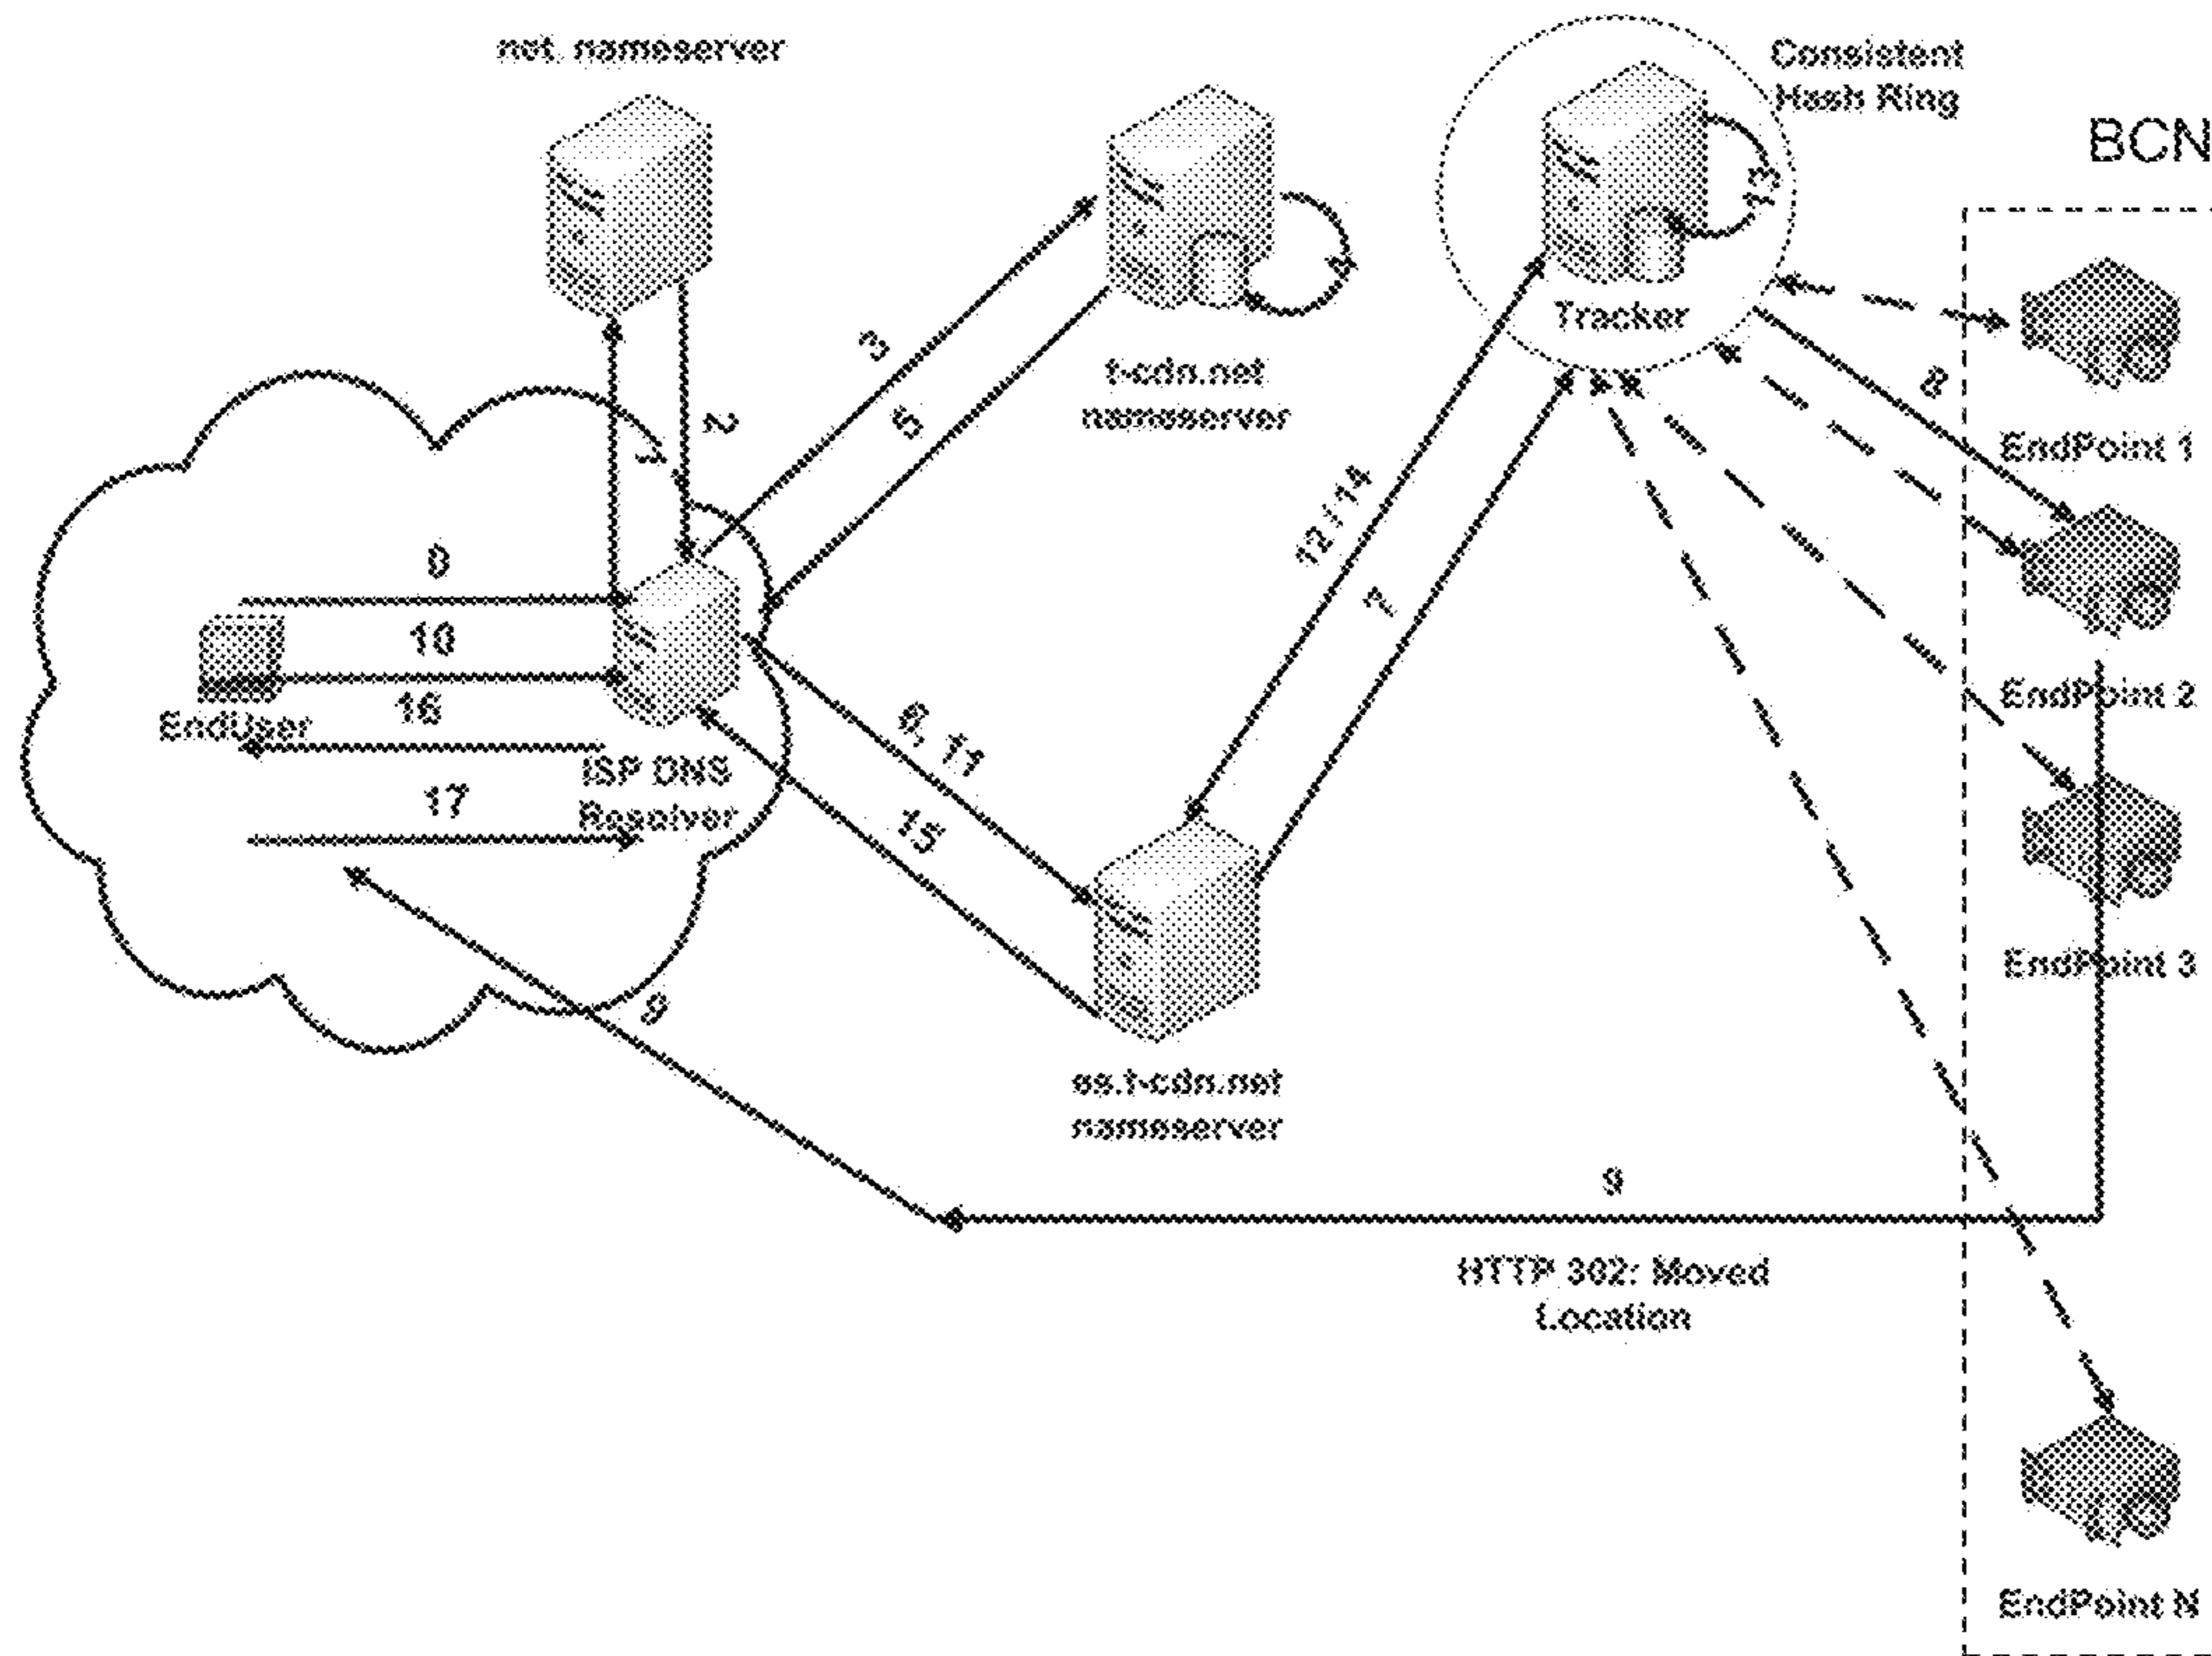 net. nameserver
Consistent
Hash Ring
BCN
13
4
Tracker
t-cdn.net
nameserver
3
5
8
2
1
EndPoint 1
12 / 14
7
0
10
16
EndUser
ISP DNS
Resolver
17
6, 11
15
EndPoint 2
EndPoint 3
9
es.t-cdn.net
nameserver
9
HTTP 302: Moved
Location
EndPoint N